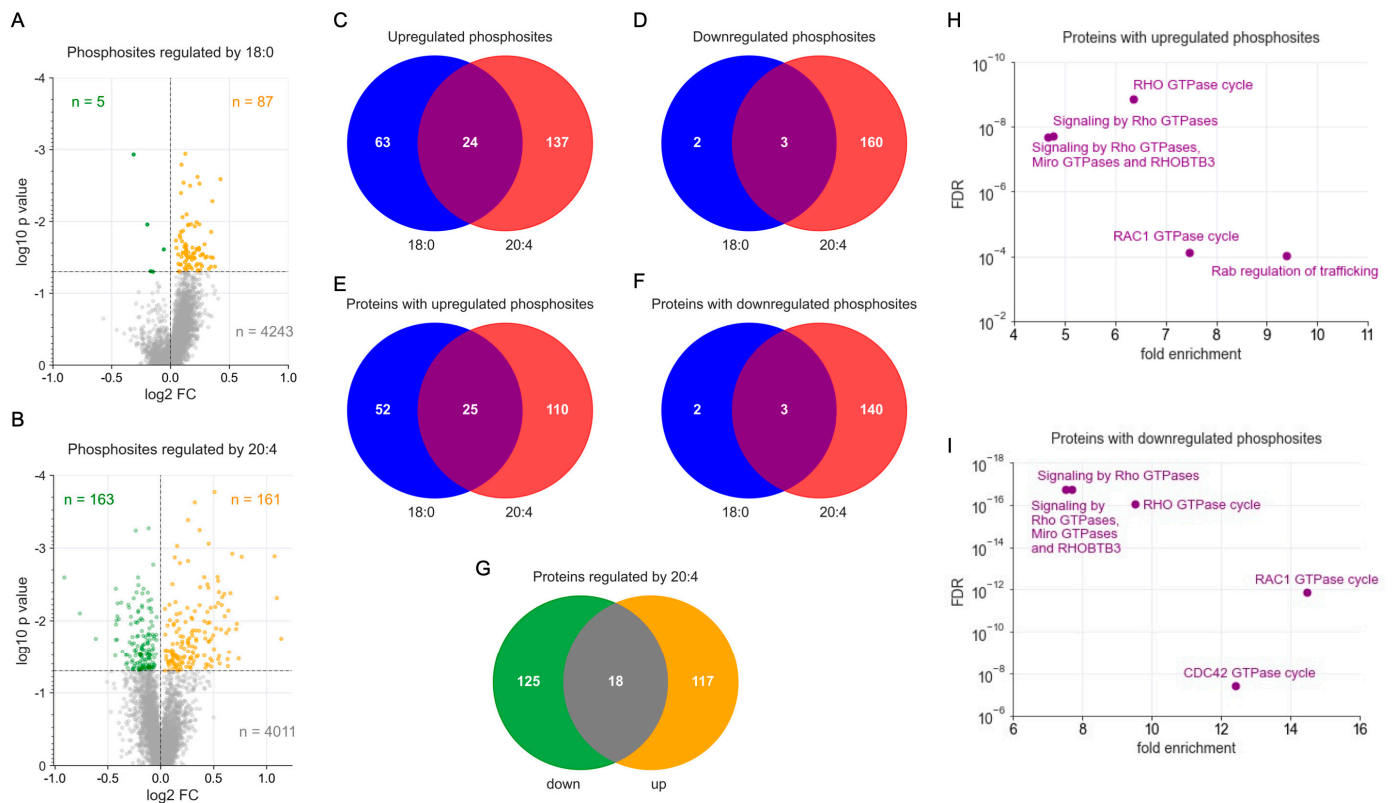 A
Phosphosites regulated by 18:0
-4
-3
-2
-1
0
log10 p value
n = 5
n = 87
n = 4243
-1.0
-0.5
0.0
0.5
1.0
log2 FC
B
Phosphosites regulated by 20:4
-4
-3
-2
-1
0
log10 p value
n = 163
n = 161
n = 4011
-1.0
-0.5
0.0
0.5
1.0
log2 FC
C
Upregulated phosphosites
63
24
137
18:0
20:4
D
Downregulated phosphosites
2
3
160
18:0
20:4
E
Proteins with upregulated phosphosites
52
25
110
18:0
20:4
F
Proteins with downregulated phosphosites
2
3
140
18:0
20:4
G
Proteins regulated by 20:4
125
18
117
down
up
H
Proteins with upregulated phosphosites
10⁻¹⁰
10⁻⁸
10⁻⁶
10⁻⁴
10⁻²
FDR
RHO GTPase cycle
Signaling by Rho GTPases
Signaling by Rho GTPases,
Miro GTPases and RHOBTB3
RAC1 GTPase cycle
Rab regulation of trafficking
4
5
6
7
8
9
10
11
fold enrichment
I
Proteins with downregulated phosphosites
10⁻¹⁸
10⁻¹⁶
10⁻¹⁴
10⁻¹²
10⁻¹⁰
10⁻⁸
10⁻⁶
FDR
Signaling by Rho GTPases
Signaling by
Rho GTPases,
Miro GTPases
and RHOBTB3
RHO GTPase cycle
RAC1 GTPase cycle
CDC42 GTPase cycle
6
8
10
12
14
16
fold enrichment